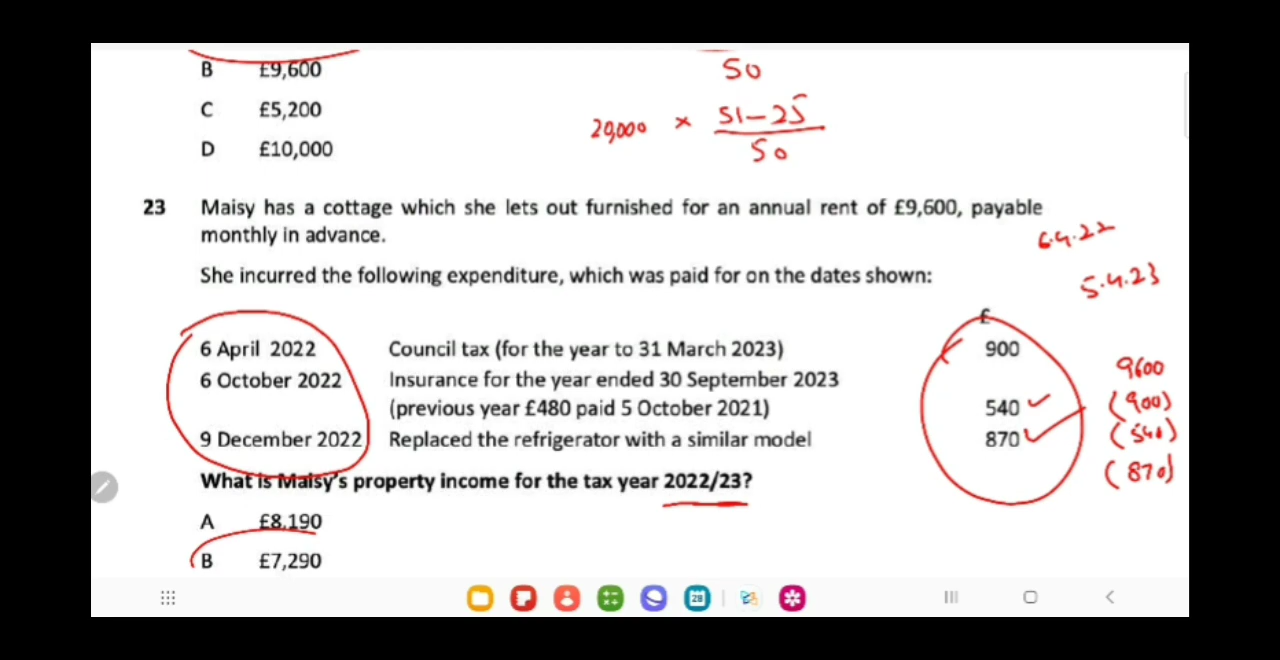 B £9,600
50
C £5,200
20,000 × 51-25
50
D £10,000
23 Maisy has a cottage which she lets out furnished for an annual rent of £9,600, payable
monthly in advance.
6.4.22
She incurred the following expenditure, which was paid for on the dates shown:
5.4.23
£
6 April 2022 Council tax (for the year to 31 March 2023) 900
9600
6 October 2022 Insurance for the year ended 30 September 2023
(previous year £480 paid 5 October 2021) 540
(900)
9 December 2022 Replaced the refrigerator with a similar model 870
(540)
(870)
What is Maisy's property income for the tax year 2022/23?
A £8,190
B £7,290
28